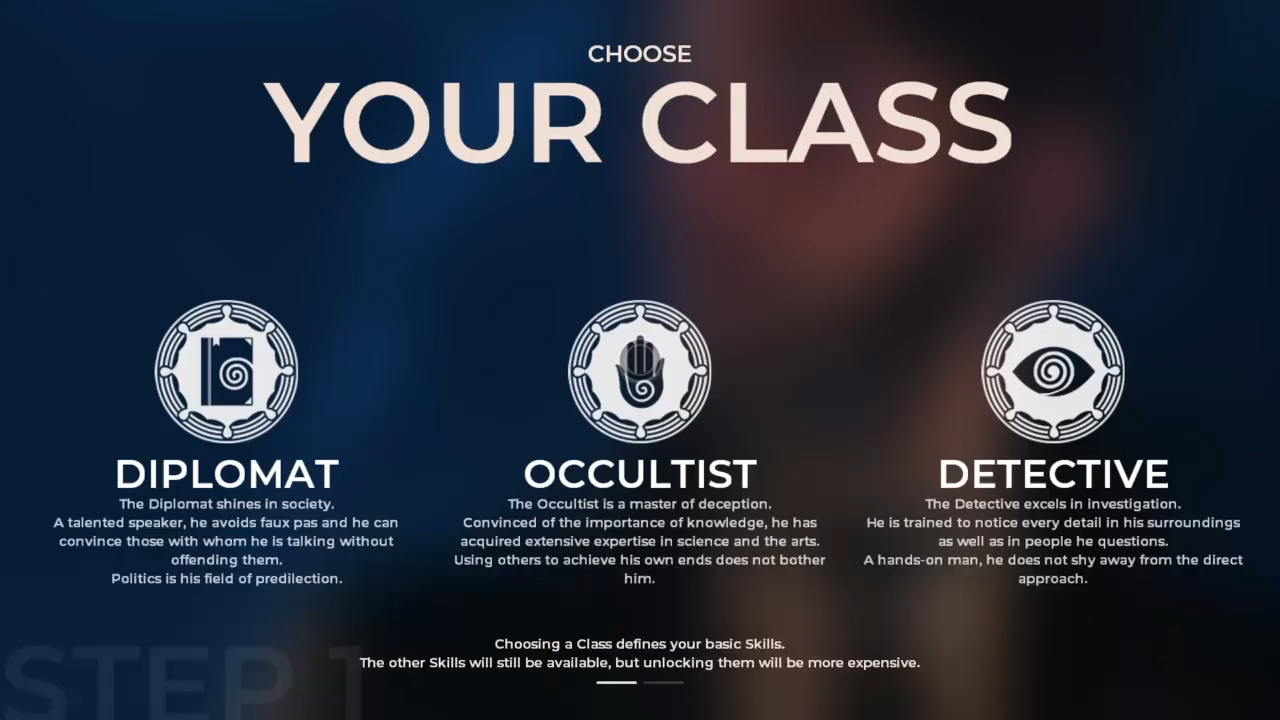 CHOOSE
YOUR CLASS
DIPLOMAT
The Diplomat shines in society.
A talented speaker, he avoids faux pas and he can
convince those with whom he is talking without
offending them.
Politics is his field of predilection.
OCCULTIST
The Occultist is a master of deception.
Convinced of the importance of knowledge, he has
acquired extensive expertise in science and the arts.
Using others to achieve his own ends does not bother
him.
DETECTIVE
The Detective excels in investigation.
He is trained to notice every detail in his surroundings
as well as in people he questions.
A hands-on man, he does not shy away from the direct
approach.
Choosing a Class defines your basic Skills.
The other Skills will still be available, but unlocking them will be more expensive.
STEP 1